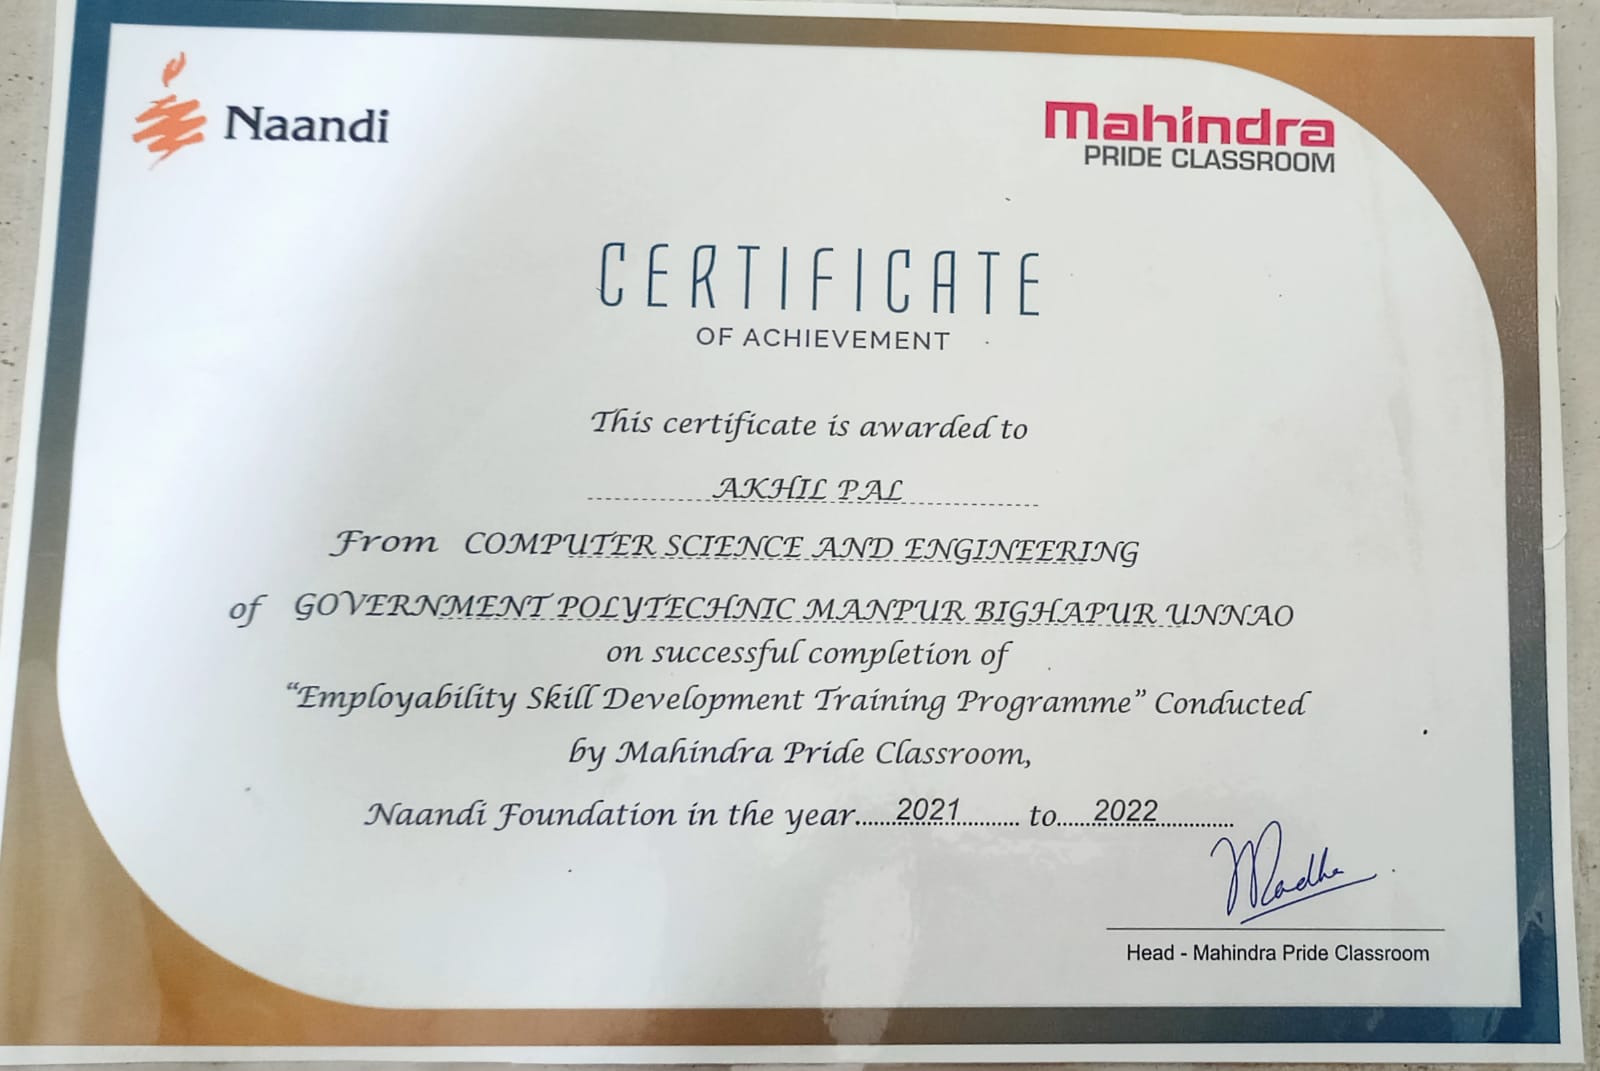 Naandi
Mahindra
PRIDE CLASSROOM
CERTIFICATE
OF ACHIEVEMENT
This certificate is awarded to
AKHIL PAL
From COMPUTER SCIENCE AND ENGINEERING
of GOVERNMENT POLYTECHNIC MANPUR BIGHAPUR UNNAO
on successful completion of
“Employability Skill Development Training Programme” Conducted
by Mahindra Pride Classroom,
Naandi Foundation in the year......2021.......... to......2022.............
Head - Mahindra Pride Classroom